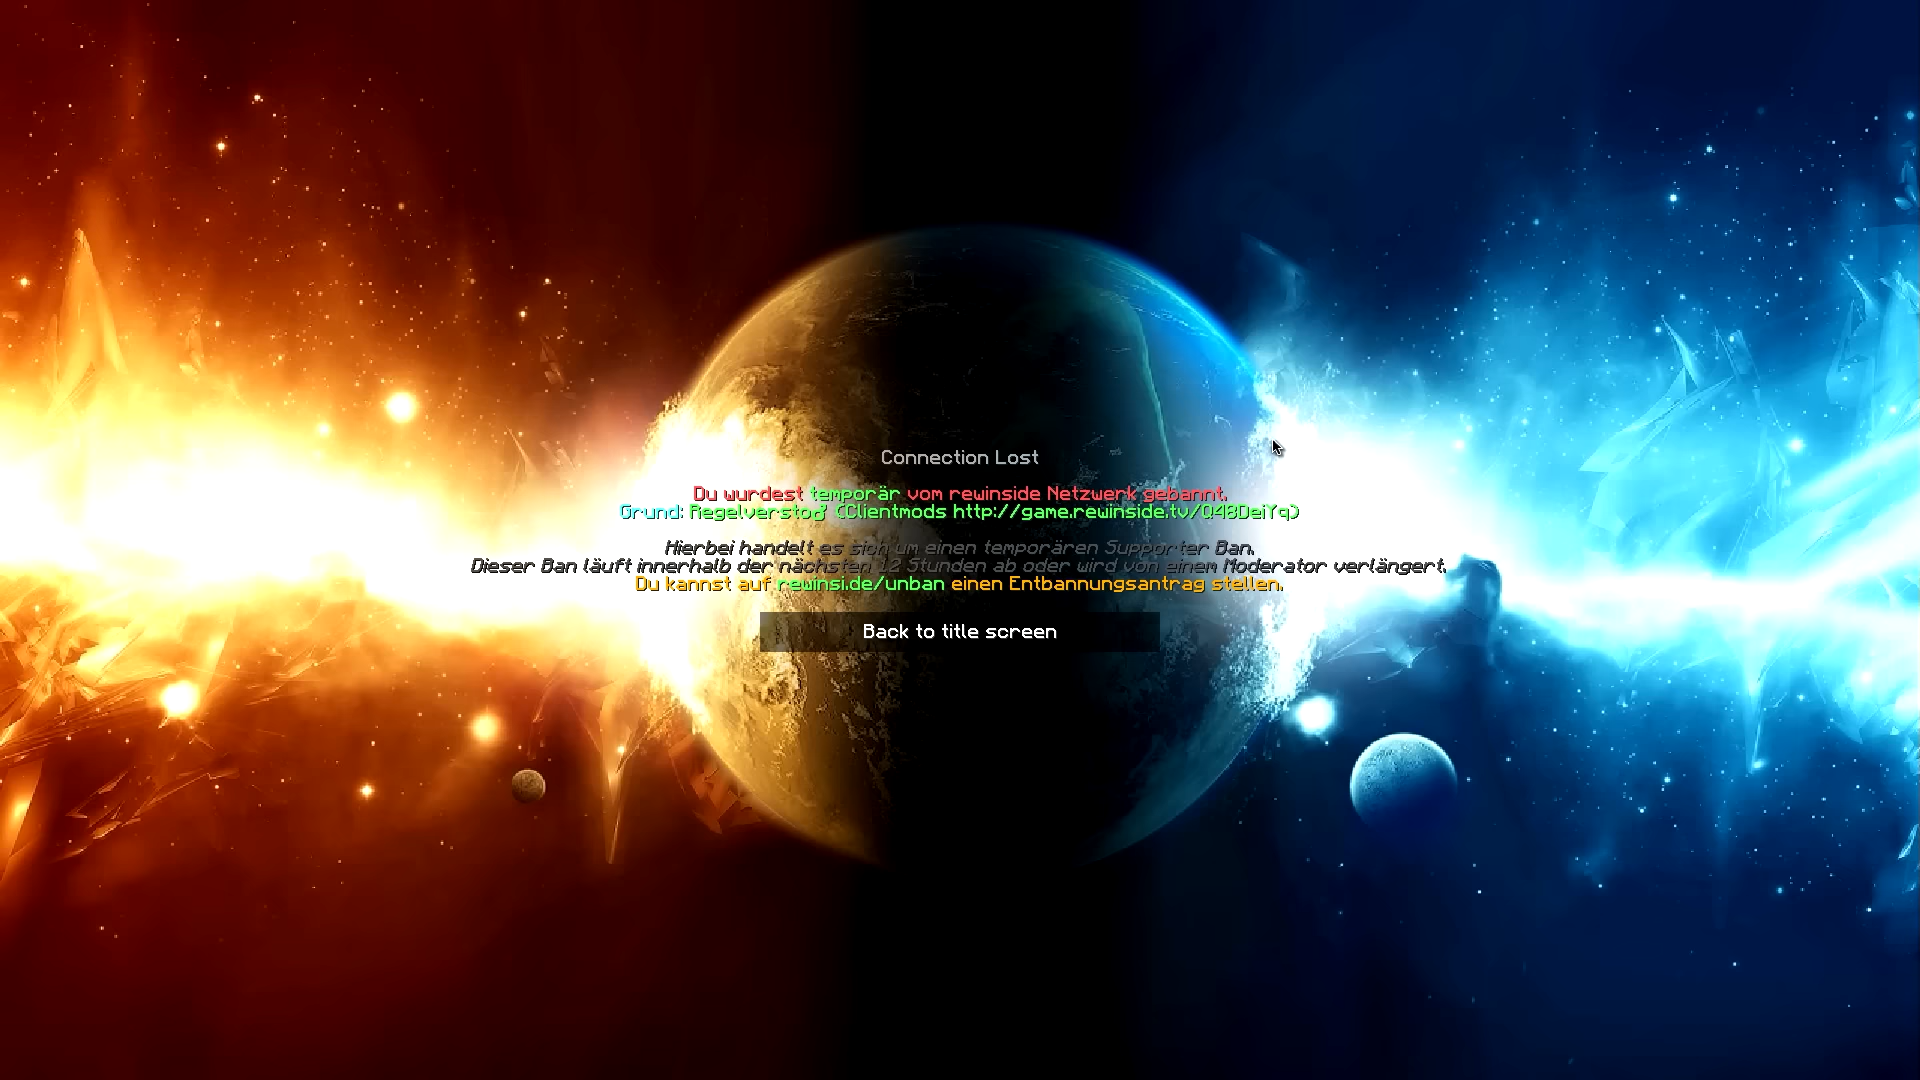 Connection Lost
Du wurdest temporär vom rewinside Netzwerk gebannt.
Grund: Regelverstoß (Clientmods http://game.rewinside.tv/Q48DeiYq)
Hierbei handelt es sich um einen temporären Supporter Ban.
Dieser Ban läuft innerhalb der nächsten 12 Stunden ab oder wird von einem Moderator verlängert.
Du kannst auf rewinsi.de/unban einen Entbannungsantrag stellen.
Back to title screen